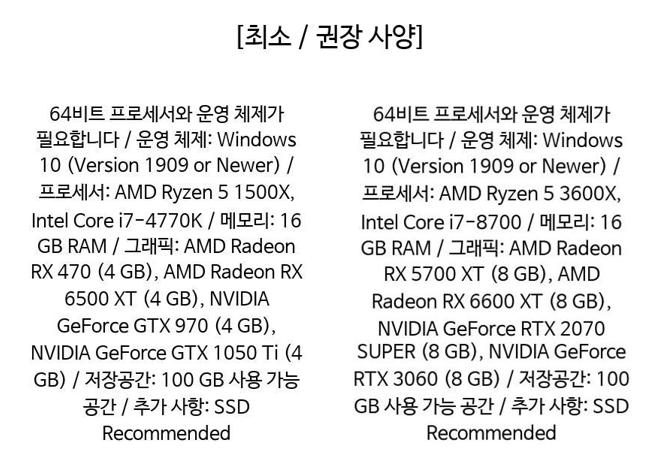 [최소 / 권장 사양]
64비트 프로세서와 운영 체제가
필요합니다 / 운영 체제: Windows
10 (Version 1909 or Newer) /
프로세서: AMD Ryzen 5 1500X,
Intel Core i7-4770K / 메모리: 16
GB RAM / 그래픽: AMD Radeon
RX 470 (4 GB), AMD Radeon RX
6500 XT (4 GB), NVIDIA
GeForce GTX 970 (4 GB),
NVIDIA GeForce GTX 1050 Ti (4
GB) / 저장공간: 100 GB 사용 가능
공간 / 추가 사항: SSD
Recommended
64비트 프로세서와 운영 체제가
필요합니다 / 운영 체제: Windows
10 (Version 1909 or Newer) /
프로세서: AMD Ryzen 5 3600X,
Intel Core i7-8700 / 메모리: 16
GB RAM / 그래픽: AMD Radeon
RX 5700 XT (8 GB), AMD
Radeon RX 6600 XT (8 GB),
NVIDIA GeForce RTX 2070
SUPER (8 GB), NVIDIA GeForce
RTX 3060 (8 GB) / 저장공간: 100
GB 사용 가능 공간 / 추가 사항: SSD
Recommended